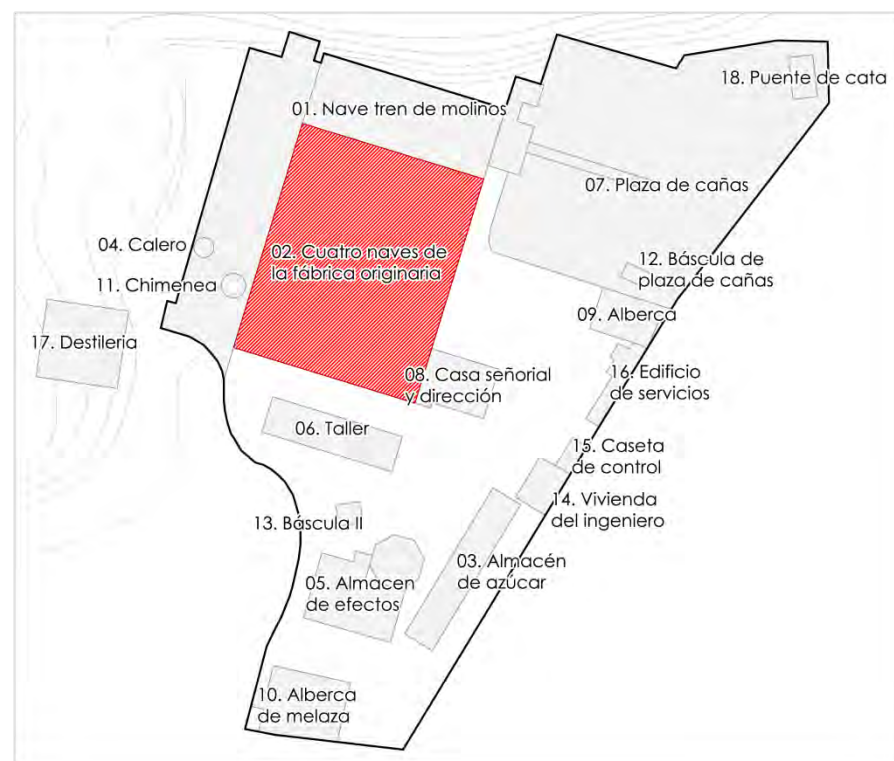 18. Puente de cata
01. Nave tren de molinos
07. Plaza de cañas
04. Calero
02. Cuatro naves de
la fábrica originaria
11. Chimenea
12. Báscula de
plaza de cañas
09. Alberca
17. Destileria
08. Casa señorial
y dirección
16. Edificio
de servicios
06. Taller
15. Caseta
de control
14. Vivienda
del ingeniero
13. Báscula II
03. Almacén
de azúcar
05. Almacen
de efectos
10. Alberca
de melaza